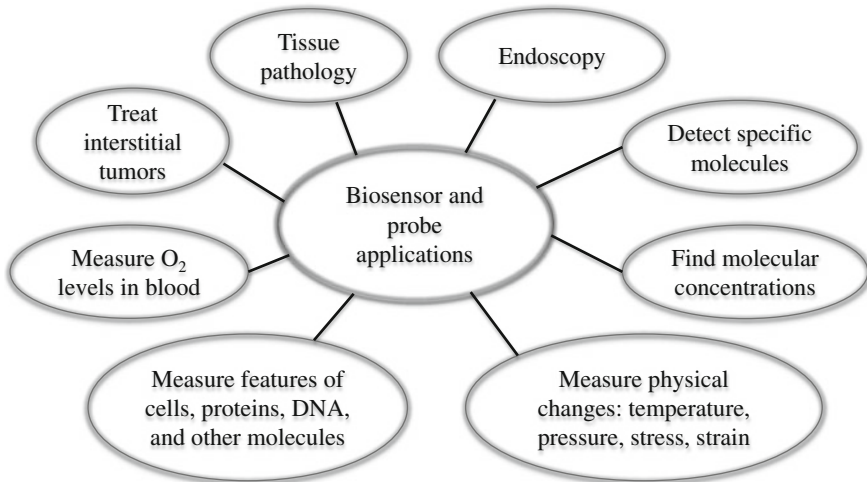 Tissue
pathology
Endoscopy
Treat
interstitial
tumors
Detect specific
molecules
Biosensor and
probe
applications
Measure O₂
levels in blood
Find molecular
concentrations
Measure features of
cells, proteins, DNA,
and other molecules
Measure physical
changes: temperature,
pressure, stress, strain